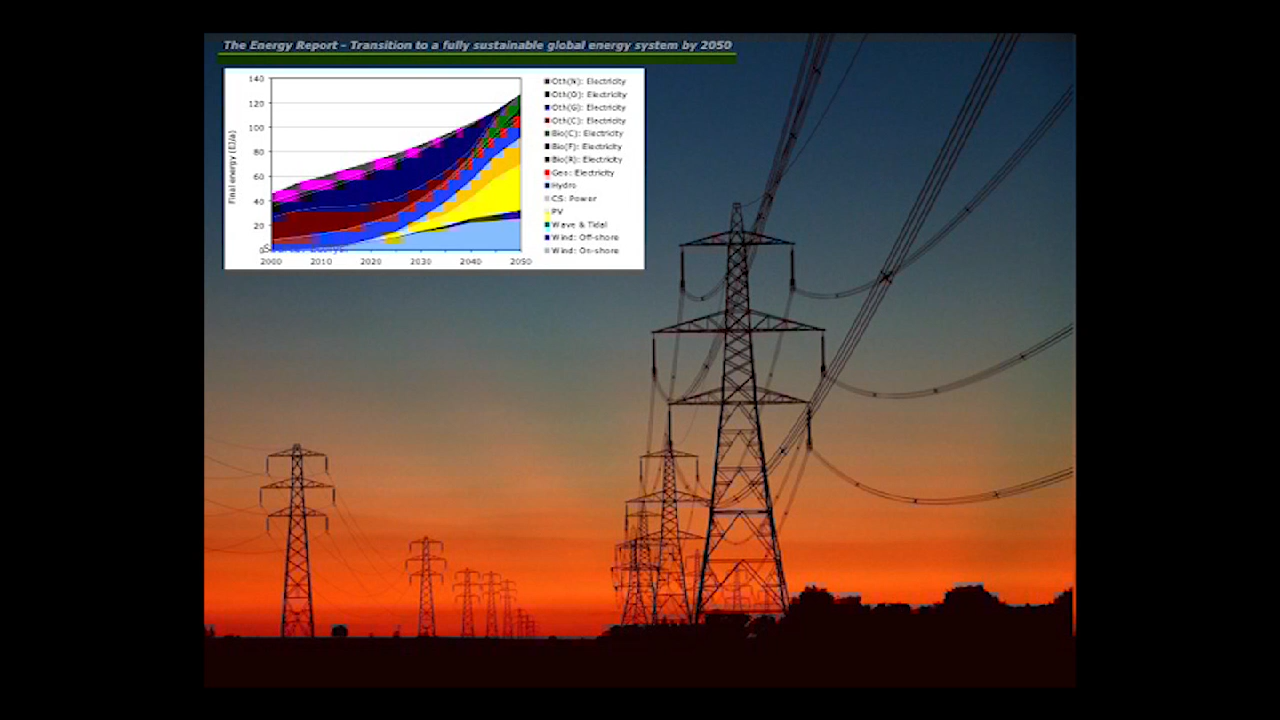 The Energy Report – Transition to a fully sustainable global energy system by 2050
140
120
100
80
60
40
20
0
Final energy (EJ/a)
2000 2010 2020 2030 2040 2050
Oth(N): Electricity
Oth(O): Electricity
Oth(G): Electricity
Oth(C): Electricity
Bio(C): Electricity
Bio(F): Electricity
Bio(R): Electricity
Geo: Electricity
Hydro
CS: Power
PV
Wave & Tidal
Wind: Off-shore
Wind: On-shore